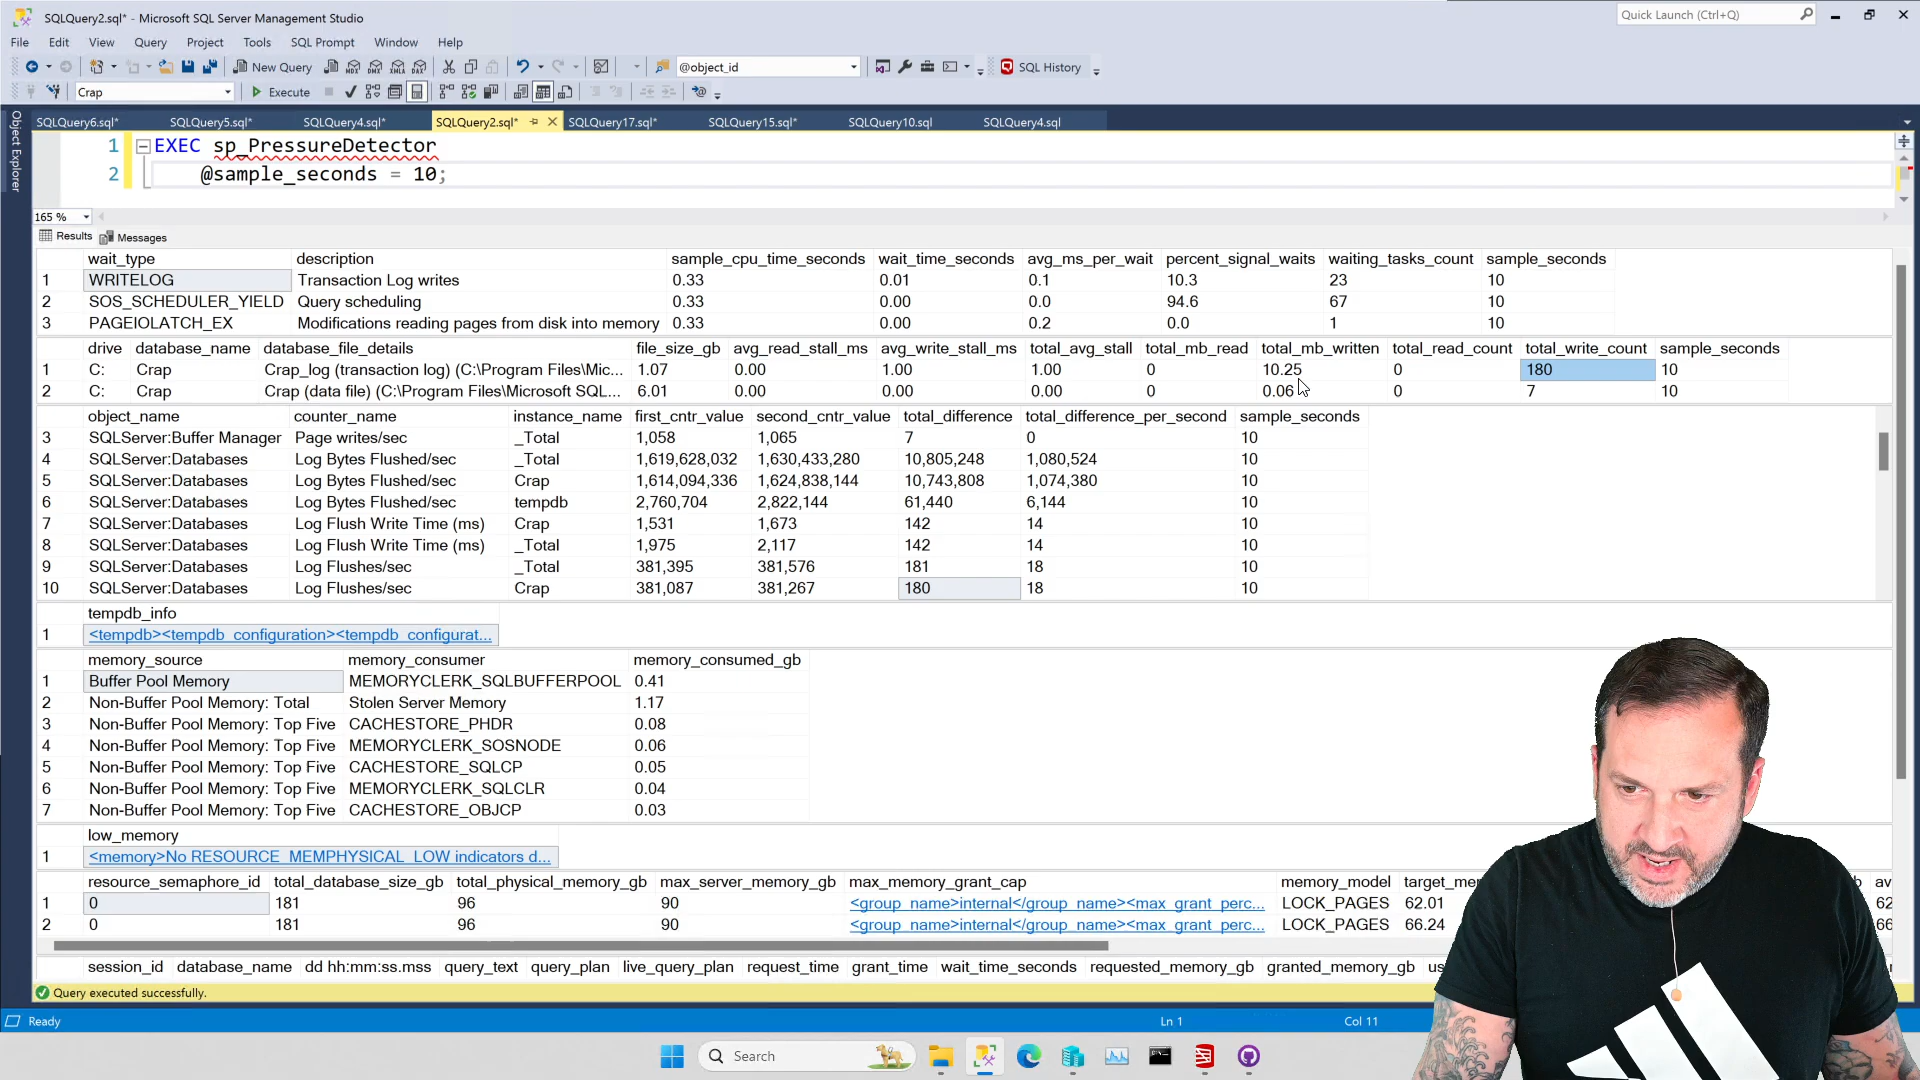 SQLQuery2.sql* - Microsoft SQL Server Management Studio
Quick Launch (Ctrl+Q)
File Edit View Query Project Tools SQL Prompt Window Help
New Query MDX DMX XMLA DAX @object_id SQL History
Crap Execute
SQLQuery6.sql* SQLQuery5.sql* SQLQuery4.sql* SQLQuery2.sql* SQLQuery17.sql* SQLQuery15.sql* SQLQuery10.sql SQLQuery4.sql
Object Explorer
1 EXEC sp_PressureDetector
2 @sample_seconds = 10;
165 %
Results Messages
wait_type description sample_cpu_time_seconds wait_time_seconds avg_ms_per_wait percent_signal_waits waiting_tasks_count sample_seconds
1 WRITELOG Transaction Log writes 0.33 0.01 0.1 10.3 23 10
2 SOS_SCHEDULER_YIELD Query scheduling 0.33 0.00 0.0 94.6 67 10
3 PAGEIOLATCH_EX Modifications reading pages from disk into memory 0.33 0.00 0.2 0.0 1 10
drive database_name database_file_details file_size_gb avg_read_stall_ms avg_write_stall_ms total_avg_stall total_mb_read total_mb_written total_read_count total_write_count sample_seconds
1 C: Crap Crap_log (transaction log) (C:\Program Files\Mic... 1.07 0.00 1.00 1.00 0 10.25 0 180 10
2 C: Crap Crap (data file) (C:\Program Files\Microsoft SQL... 6.01 0.00 0.00 0.00 0 0.06 0 7 10
object_name counter_name instance_name first_cntr_value second_cntr_value total_difference total_difference_per_second sample_seconds
3 SQLServer:Buffer Manager Page writes/sec _Total 1,058 1,065 7 0 10
4 SQLServer:Databases Log Bytes Flushed/sec _Total 1,619,628,032 1,630,433,280 10,805,248 1,080,524 10
5 SQLServer:Databases Log Bytes Flushed/sec Crap 1,614,094,336 1,624,838,144 10,743,808 1,074,380 10
6 SQLServer:Databases Log Bytes Flushed/sec tempdb 2,760,704 2,822,144 61,440 6,144 10
7 SQLServer:Databases Log Flush Write Time (ms) Crap 1,531 1,673 142 14 10
8 SQLServer:Databases Log Flush Write Time (ms) _Total 1,975 2,117 142 14 10
9 SQLServer:Databases Log Flushes/sec _Total 381,395 381,576 181 18 10
10 SQLServer:Databases Log Flushes/sec Crap 381,087 381,267 180 18 10
tempdb_info
1 <tempdb><tempdb_configuration><tempdb_configurat...
memory_source memory_consumer memory_consumed_gb
1 Buffer Pool Memory MEMORYCLERK_SQLBUFFERPOOL 0.41
2 Non-Buffer Pool Memory: Total Stolen Server Memory 1.17
3 Non-Buffer Pool Memory: Top Five CACHESTORE_PHDR 0.08
4 Non-Buffer Pool Memory: Top Five MEMORYCLERK_SOSNODE 0.06
5 Non-Buffer Pool Memory: Top Five CACHESTORE_SQLCP 0.05
6 Non-Buffer Pool Memory: Top Five MEMORYCLERK_SQLCLR 0.04
7 Non-Buffer Pool Memory: Top Five CACHESTORE_OBJCP 0.03
low_memory
1 <memory>No RESOURCE_MEMPHYSICAL_LOW indicators d...
resource_semaphore_id total_database_size_gb total_physical_memory_gb max_server_memory_gb max_memory_grant_cap memory_model target_me b av
1 0 181 96 90 <group_name>internal</group_name><max_grant_perc... LOCK_PAGES 62.01 62
2 0 181 96 90 <group_name>internal</group_name><max_grant_perc... LOCK_PAGES 66.24 66
session_id database_name dd hh:mm:ss.mss query_text query_plan live_query_plan request_time grant_time wait_time_seconds requested_memory_gb granted_memory_gb us
Query executed successfully.
Ready Ln 1 Col 11
Search